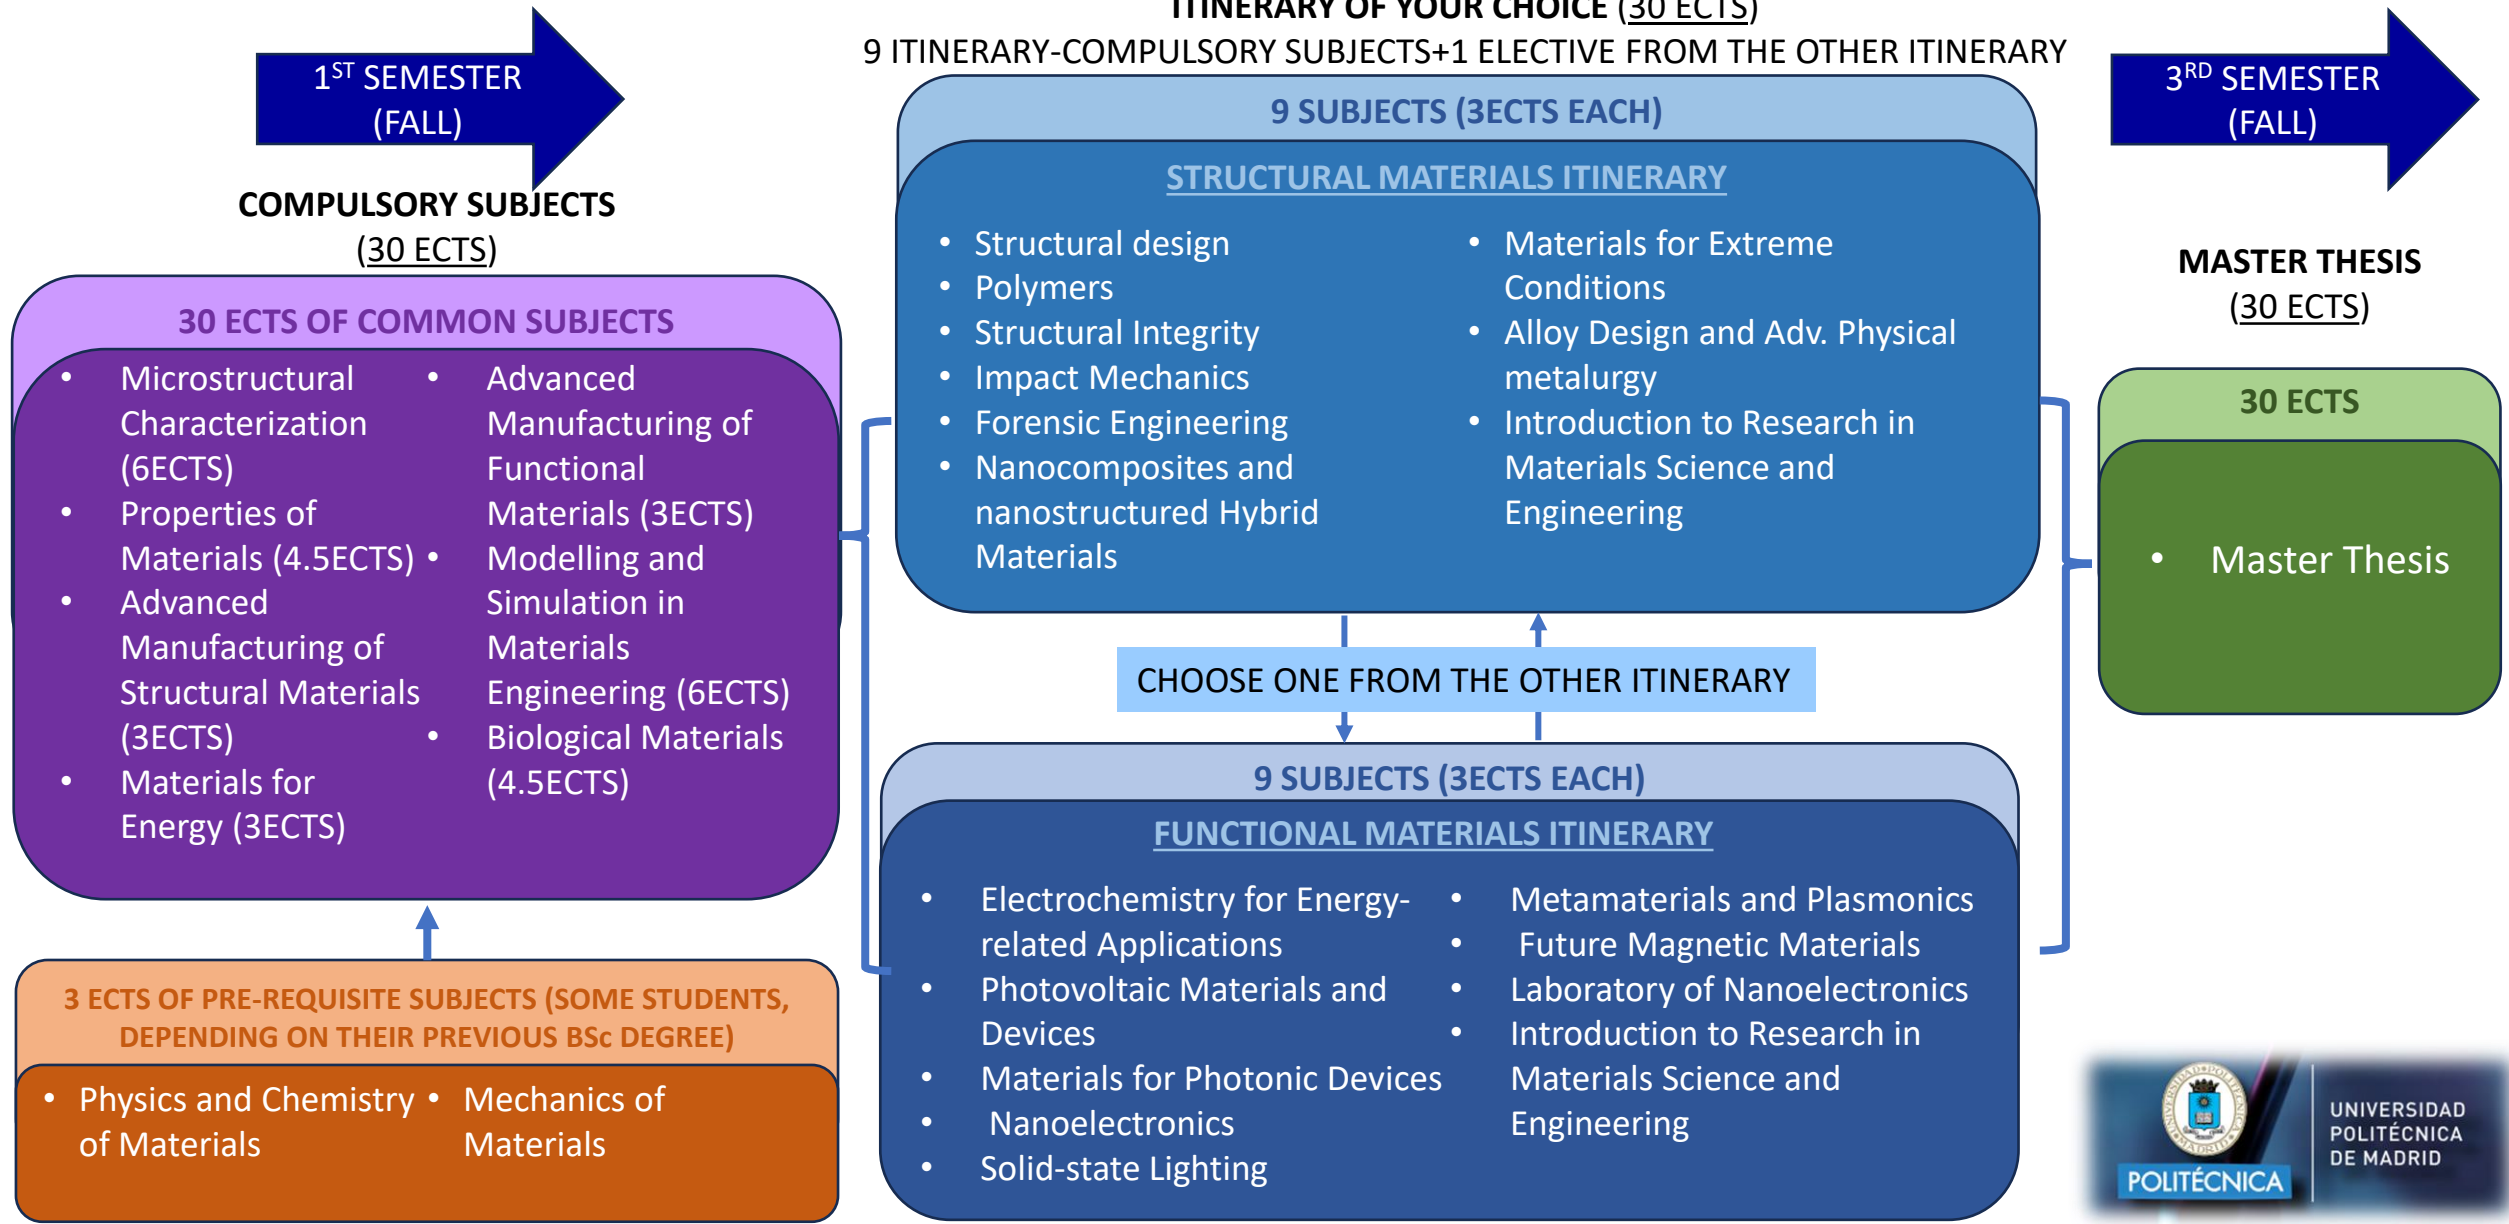 1ST SEMESTER
(FALL)
COMPULSORY SUBJECTS
(30 ECTS)
30 ECTS OF COMMON SUBJECTS
• Microstructural
Characterization
(6ECTS)
• Properties of
Materials (4.5ECTS)
• Advanced
Manufacturing of
Structural Materials
(3ECTS)
• Materials for
Energy (3ECTS)
• Advanced
Manufacturing of
Functional
Materials (3ECTS)
• Modelling and
Simulation in
Materials
Engineering (6ECTS)
• Biological Materials
(4.5ECTS)
3 ECTS OF PRE-REQUISITE SUBJECTS (SOME STUDENTS,
DEPENDING ON THEIR PREVIOUS BSc DEGREE)
• Physics and Chemistry
of Materials
• Mechanics of
Materials
ITINERARY OF YOUR CHOICE (30 ECTS)
9 ITINERARY-COMPULSORY SUBJECTS+1 ELECTIVE FROM THE OTHER ITINERARY
9 SUBJECTS (3ECTS EACH)
STRUCTURAL MATERIALS ITINERARY
• Structural design
• Polymers
• Structural Integrity
• Impact Mechanics
• Forensic Engineering
• Nanocomposites and
nanostructured Hybrid
Materials
• Materials for Extreme
Conditions
• Alloy Design and Adv. Physical
metalurgy
• Introduction to Research in
Materials Science and
Engineering
CHOOSE ONE FROM THE OTHER ITINERARY
9 SUBJECTS (3ECTS EACH)
FUNCTIONAL MATERIALS ITINERARY
• Electrochemistry for Energy-
related Applications
• Photovoltaic Materials and
Devices
• Materials for Photonic Devices
• Nanoelectronics
• Solid-state Lighting
• Metamaterials and Plasmonics
• Future Magnetic Materials
• Laboratory of Nanoelectronics
• Introduction to Research in
Materials Science and
Engineering
3RD SEMESTER
(FALL)
MASTER THESIS
(30 ECTS)
30 ECTS
• Master Thesis
POLITÉCNICA
UNIVERSIDAD
POLITÉCNICA
DE MADRID